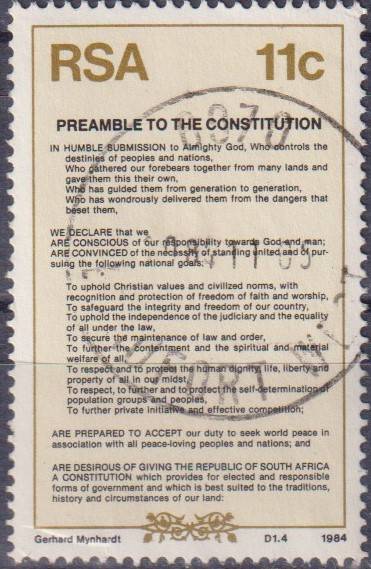 RSA 11c
PREAMBLE TO THE CONSTITUTION
IN HUMBLE SUBMISSION to Almighty God, Who controls the
destinies of peoples and nations,
Who gathered our forebears together from many lands and
gave them this their own,
Who has guided them from generation to generation,
Who has wondrously delivered them from the dangers that
beset them,
WE DECLARE that we
ARE CONSCIOUS of our responsibility towards God and man;
ARE CONVINCED of the necessity of standing united and of pur-
suing the following national goals:
To uphold Christian values and civilized norms, with
recognition and protection of freedom of faith and worship,
To safeguard the integrity and freedom of our country,
To uphold the independence of the judiciary and the equality
of all under the law,
To secure the maintenance of law and order,
To further the contentment and the spiritual and material
welfare of all,
To respect and to protect the human dignity, life, liberty and
property of all in our midst,
To respect, to further and to protect the self-determination of
population groups and peoples,
To further private initiative and effective competition;
ARE PREPARED TO ACCEPT our duty to seek world peace in
association with all peace-loving peoples and nations; and
ARE DESIROUS OF GIVING THE REPUBLIC OF SOUTH AFRICA
A CONSTITUTION which provides for elected and responsible
forms of government and which is best suited to the traditions,
history and circumstances of our land:
Gerhard Mynhardt D1.4 1984